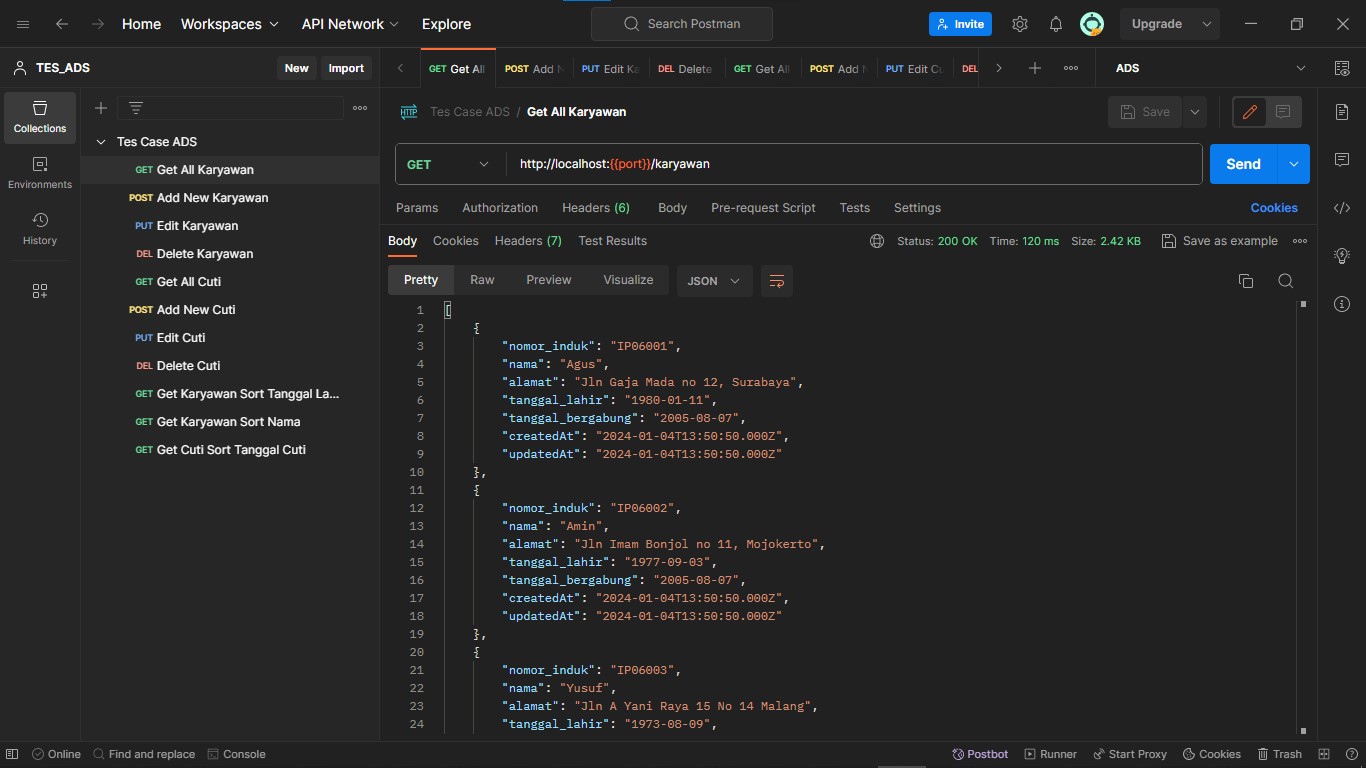 Home Workspaces API Network Explore Search Postman Invite Upgrade
TES_ADS New Import GET Get All POST Add N PUT Edit Ka DEL Delete GET Get All POST Add N PUT Edit Cu DEL ADS
Collections
Environments
History
Tes Case ADS
GET Get All Karyawan
POST Add New Karyawan
PUT Edit Karyawan
DEL Delete Karyawan
GET Get All Cuti
POST Add New Cuti
PUT Edit Cuti
DEL Delete Cuti
GET Get Karyawan Sort Tanggal La...
GET Get Karyawan Sort Nama
GET Get Cuti Sort Tanggal Cuti
HTTP Tes Case ADS / Get All Karyawan Save
GET http://localhost:{{port}}/karyawan Send
Params Authorization Headers (6) Body Pre-request Script Tests Settings Cookies
Body Cookies Headers (7) Test Results Status: 200 OK Time: 120 ms Size: 2.42 KB Save as example
Pretty Raw Preview Visualize JSON
1 [
2 {
3 "nomor_induk": "IP06001",
4 "nama": "Agus",
5 "alamat": "Jln Gaja Mada no 12, Surabaya",
6 "tanggal_lahir": "1980-01-11",
7 "tanggal_bergabung": "2005-08-07",
8 "createdAt": "2024-01-04T13:50:50.000Z",
9 "updatedAt": "2024-01-04T13:50:50.000Z"
10 },
11 {
12 "nomor_induk": "IP06002",
13 "nama": "Amin",
14 "alamat": "Jln Imam Bonjol no 11, Mojokerto",
15 "tanggal_lahir": "1977-09-03",
16 "tanggal_bergabung": "2005-08-07",
17 "createdAt": "2024-01-04T13:50:50.000Z",
18 "updatedAt": "2024-01-04T13:50:50.000Z"
19 },
20 {
21 "nomor_induk": "IP06003",
22 "nama": "Yusuf",
23 "alamat": "Jln A Yani Raya 15 No 14 Malang",
24 "tanggal_lahir": "1973-08-09",
Online Find and replace Console Postbot Runner Start Proxy Cookies Trash